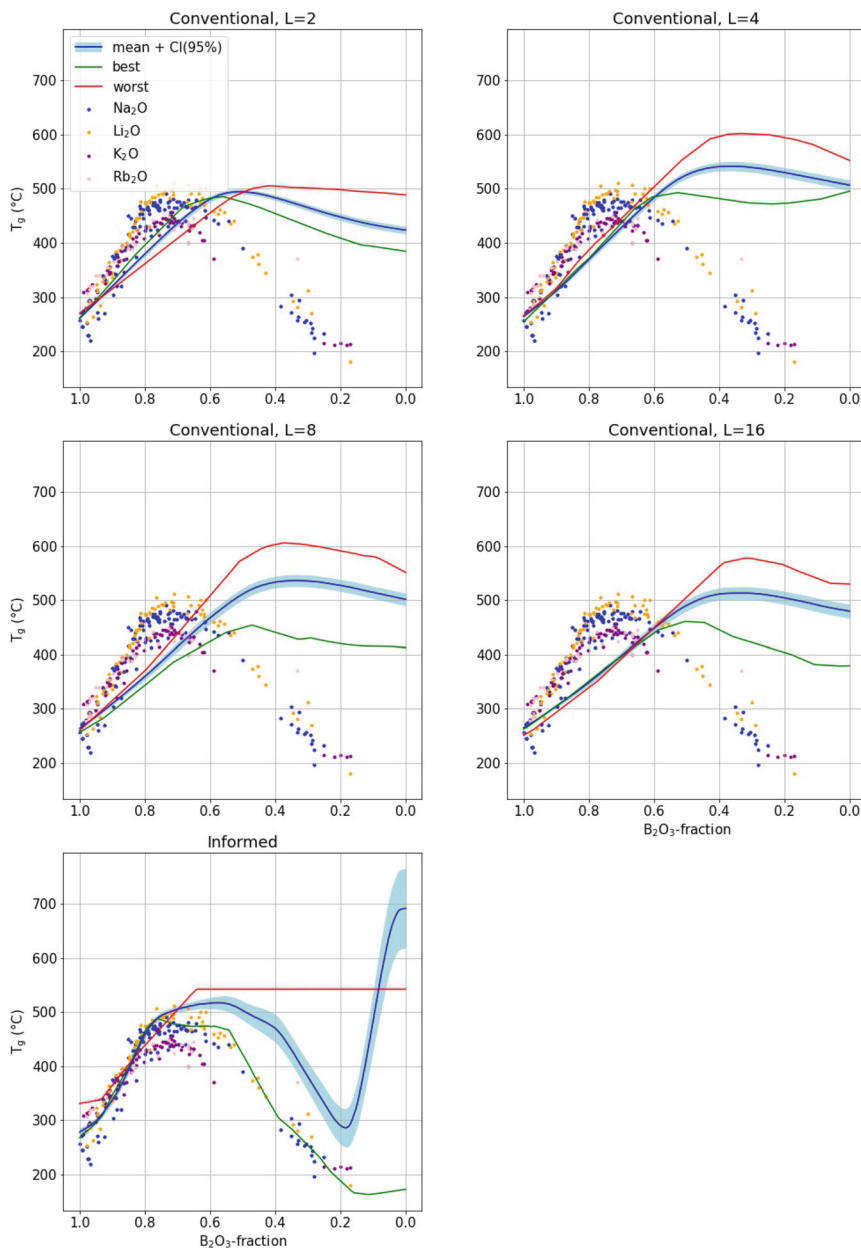 Conventional, L=2
700
600
500
400
300
200
T₉ (°C)
mean + CI(95%)
best
worst
Na₂O
Li₂O
K₂O
Rb₂O
1.0 0.8 0.6 0.4 0.2 0.0
Conventional, L=4
700
600
500
400
300
200
1.0 0.8 0.6 0.4 0.2 0.0
Conventional, L=8
700
600
500
400
300
200
T₉ (°C)
1.0 0.8 0.6 0.4 0.2 0.0
Conventional, L=16
700
600
500
400
300
200
1.0 0.8 0.6 0.4 0.2 0.0
B₂O₃-fraction
Informed
700
600
500
400
300
200
T₉ (°C)
1.0 0.8 0.6 0.4 0.2 0.0
B₂O₃-fraction